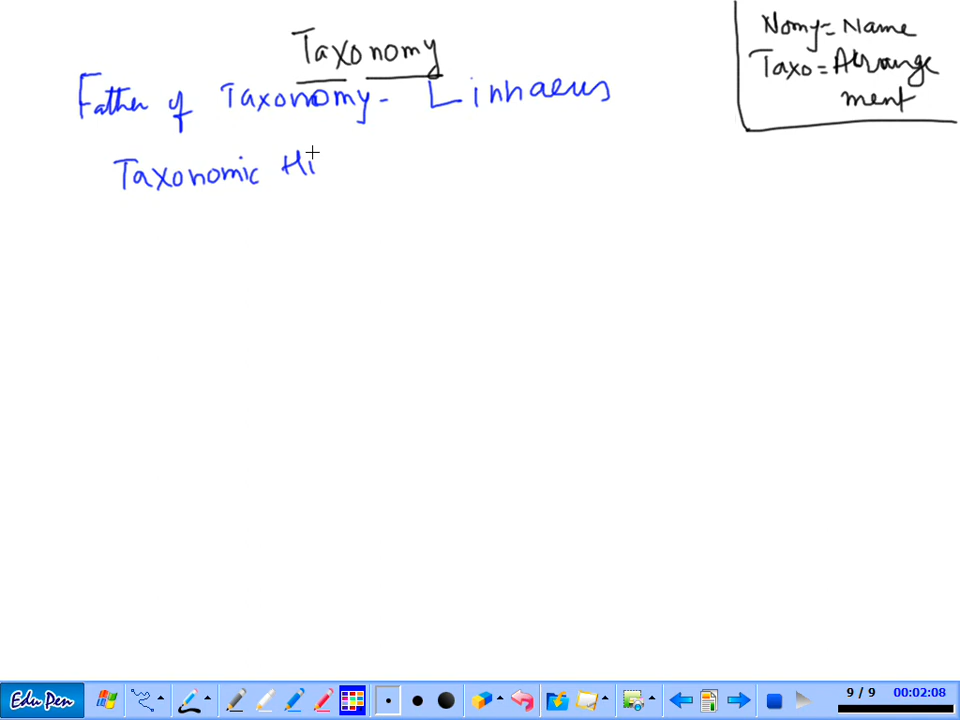 Taxonomy
Father of Taxonomy - Linnaeus
Taxonomic Hi
Nomy = Name
Taxo = Arrange
ment
Edu Pen
9 / 9
00:02:08